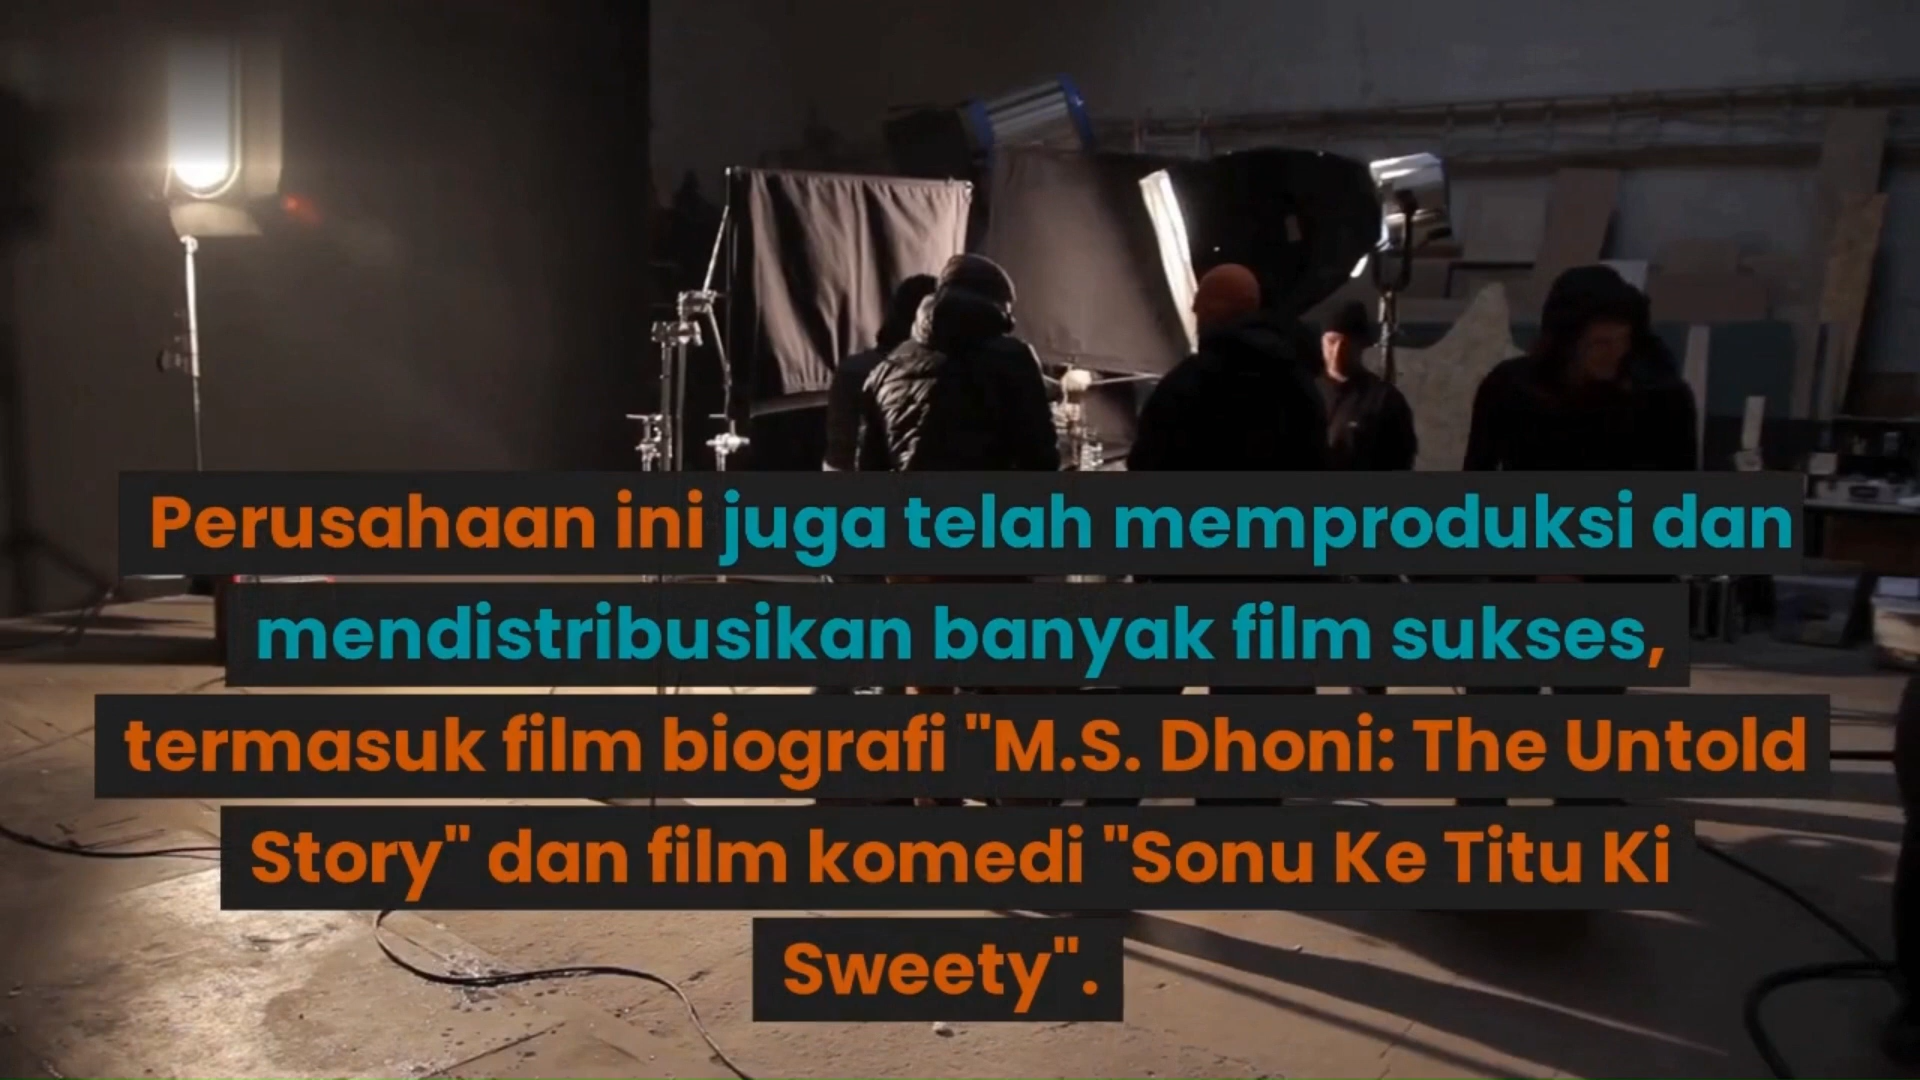 Perusahaan ini juga telah memproduksi dan
mendistribusikan banyak film sukses,
termasuk film biografi "M.S. Dhoni: The Untold
Story" dan film komedi "Sonu Ke Titu Ki
Sweety".